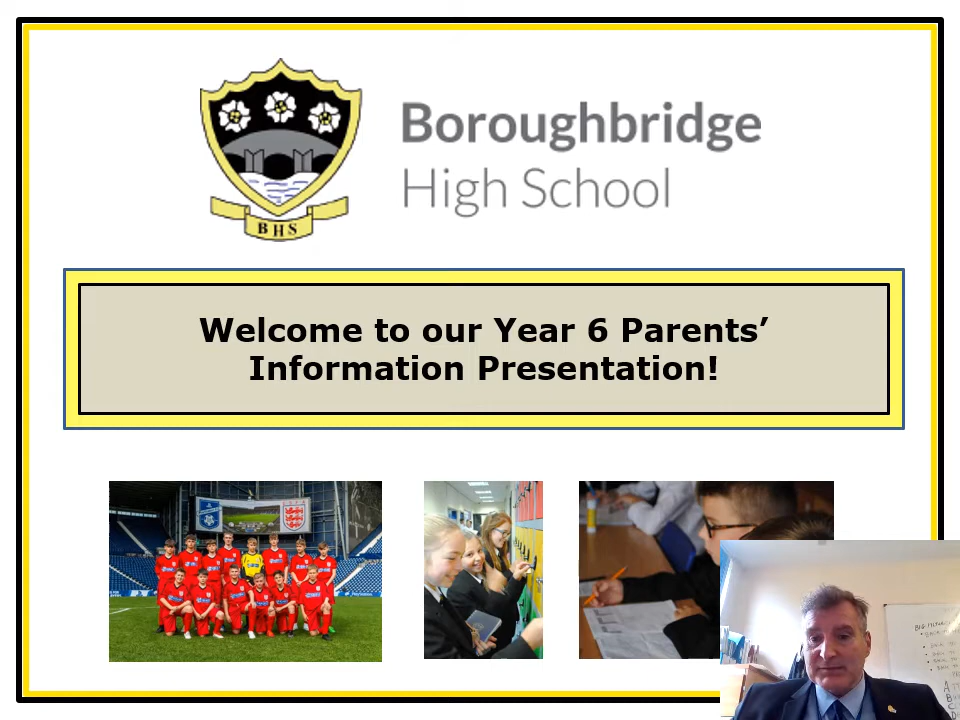 Boroughbridge
High School
BHS
Welcome to our Year 6 Parents’
Information Presentation!